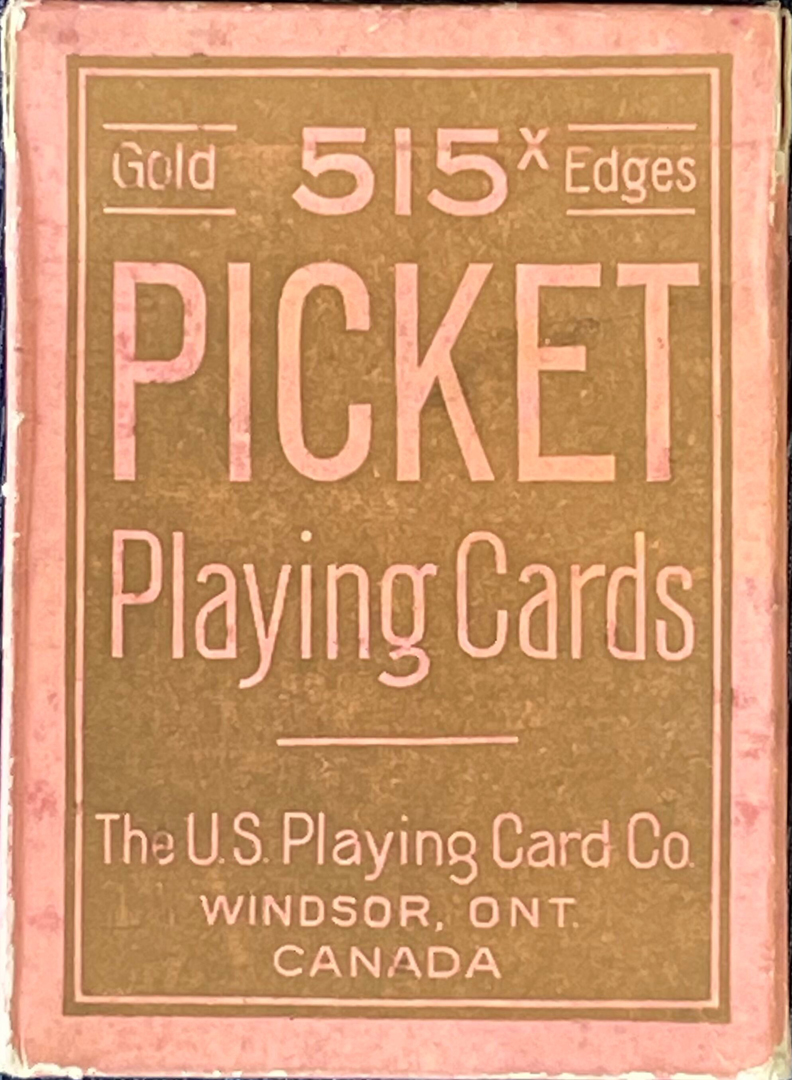 Gold 515x Edges
PICKET
Playing Cards
The U.S. Playing Card Co.
WINDSOR, ONT.
CANADA